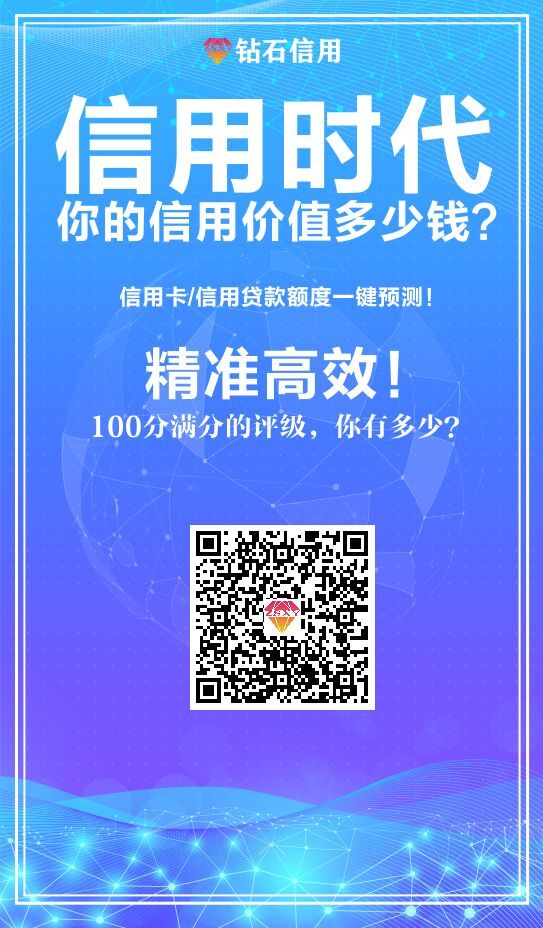 钻石信用
信用时代
你的信用价值多少钱?
信用卡/信用贷款额度一键预测!
精准高效!
100分满分的评级，你有多少?